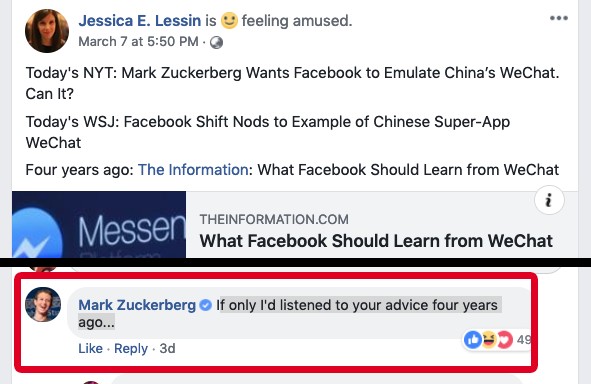 Jessica E. Lessin is feeling amused.
March 7 at 5:50 PM ·
Today's NYT: Mark Zuckerberg Wants Facebook to Emulate China's WeChat.
Can It?
Today's WSJ: Facebook Shift Nods to Example of Chinese Super-App
WeChat
Four years ago: The Information: What Facebook Should Learn from WeChat
Messen
i
THEINFORMATION.COM
What Facebook Should Learn from WeChat
Mark Zuckerberg If only I'd listened to your advice four years
ago...
Like · Reply · 3d
49